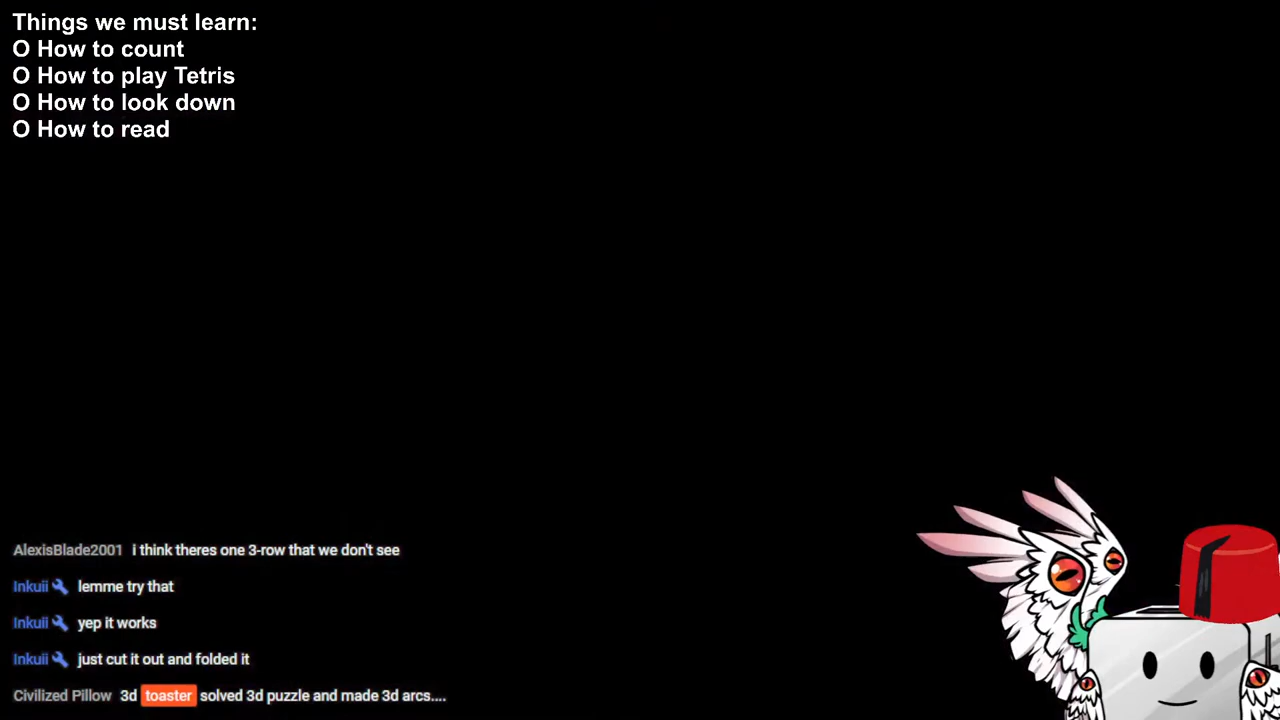 Things we must learn:
O How to count
O How to play Tetris
O How to look down
O How to read
AlexisBlade2001 i think theres one 3-row that we don't see
Inkuii lemme try that
Inkuii yep it works
Inkuii just cut it out and folded it
Civilized Pillow 3d toaster solved 3d puzzle and made 3d arcs....